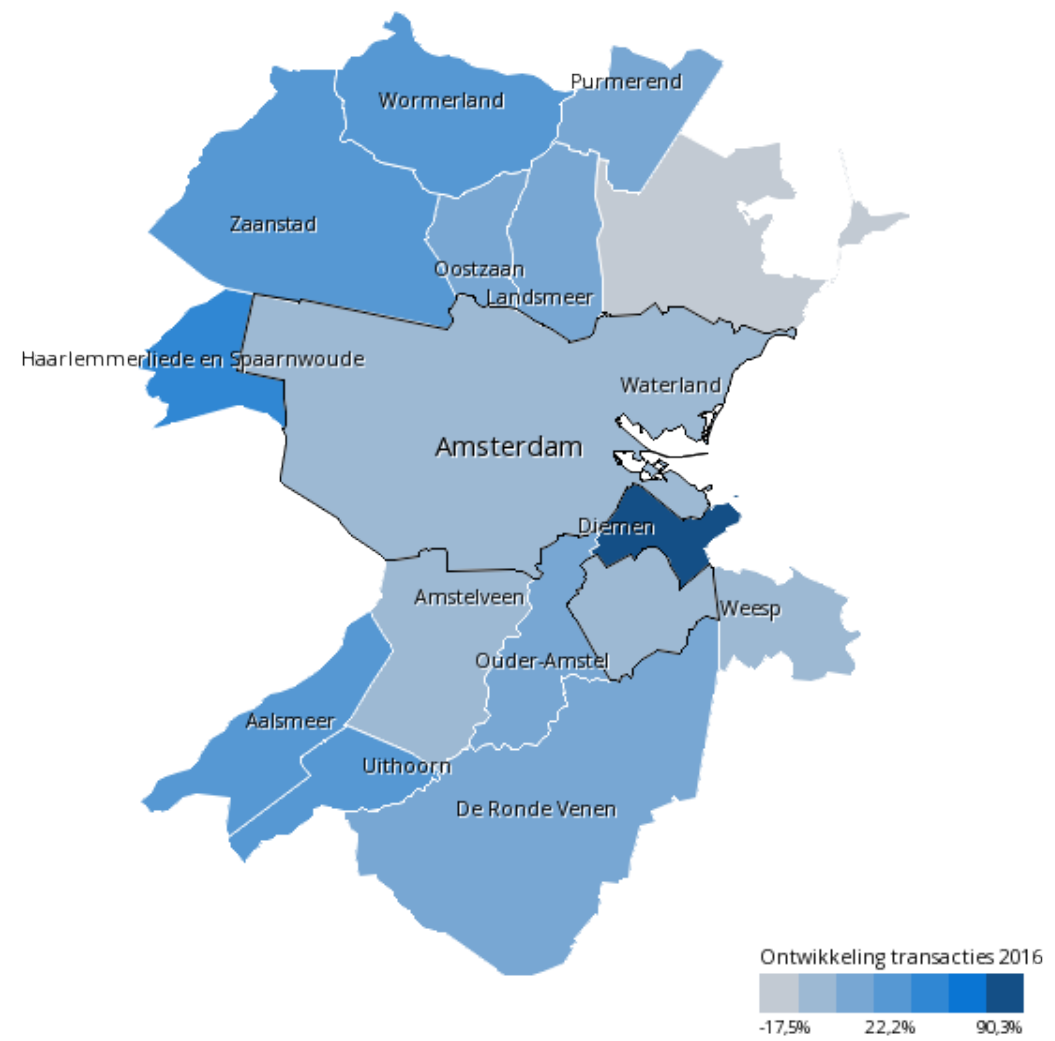 Purmerend
Wormerland
Zaanstad
Oostzaan
Landsmeer
Haarlemmerliede en Spaarnwoude
Waterland
Amsterdam
Diemen
Amstelveen
Weesp
Ouder-Amstel
Aalsmeer
Uithoorn
De Ronde Venen
Ontwikkeling transacties 2016
-17,5% 22,2% 90,3%